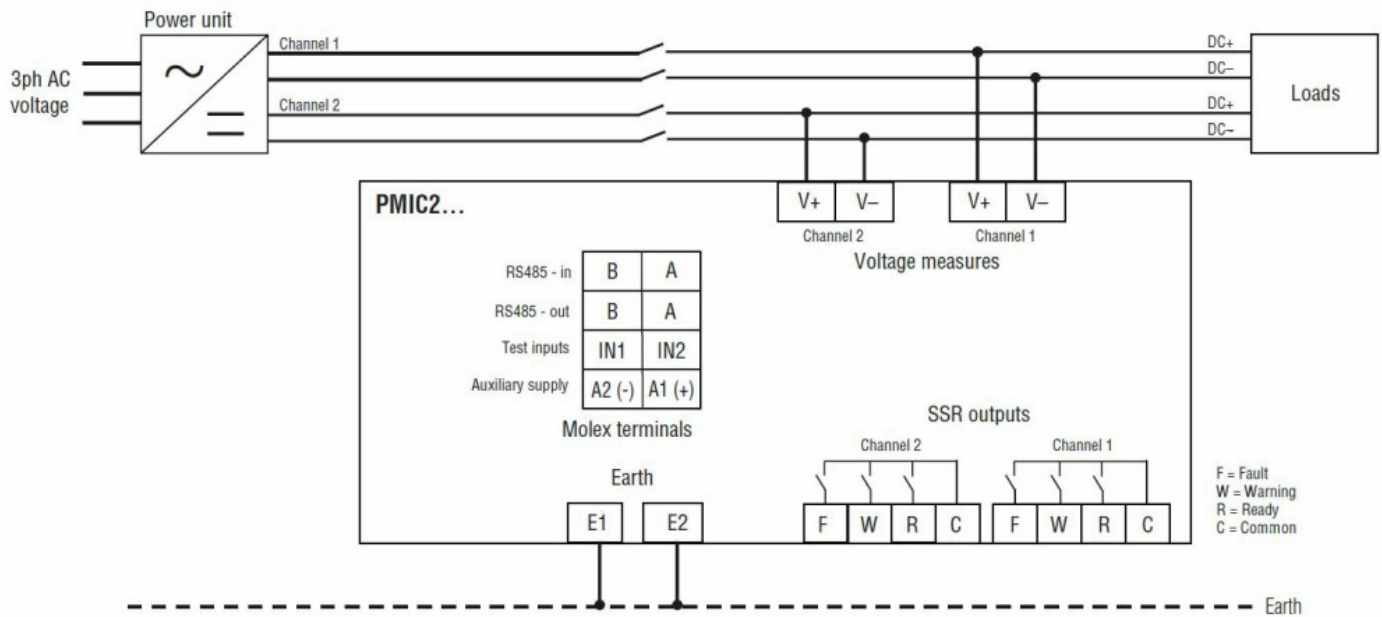 Power unit
3ph AC
voltage
Channel 1
Channel 2
DC+
DC–
DC+
DC–
Loads
PMIC2...
V+ V–
V+ V–
Channel 2
Channel 1
Voltage measures
RS485 - in B A
RS485 - out B A
Test inputs IN1 IN2
Auxiliary supply A2 (-) A1 (+)
Molex terminals
SSR outputs
Channel 2
Channel 1
Earth
E1 E2
F W R C
F W R C
F = Fault
W = Warning
R = Ready
C = Common
Earth